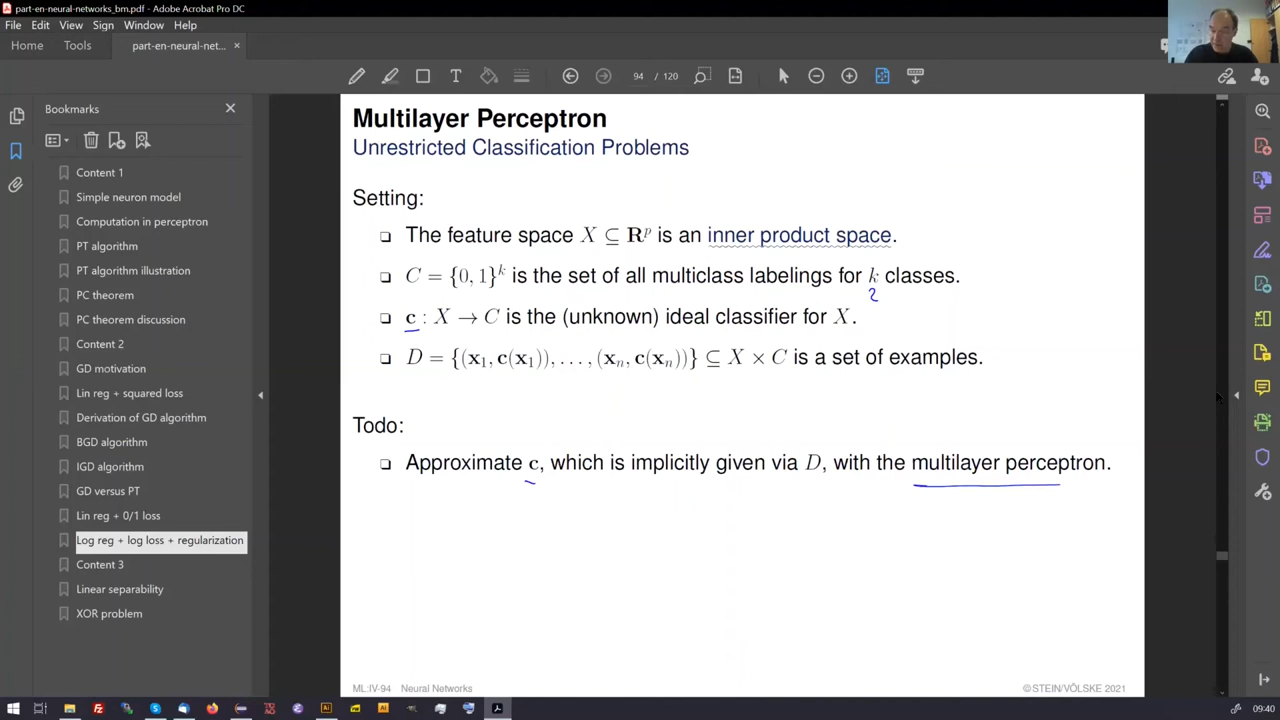 part-en-neural-networks_bm.pdf - Adobe Acrobat Pro DC
File Edit View Sign Window Help
Home Tools part-en-neural-net... ×
94 / 120
Bookmarks
Content 1
Simple neuron model
Computation in perceptron
PT algorithm
PT algorithm illustration
PC theorem
PC theorem discussion
Content 2
GD motivation
Lin reg + squared loss
Derivation of GD algorithm
BGD algorithm
IGD algorithm
GD versus PT
Lin reg + 0/1 loss
Log reg + log loss + regularization
Content 3
Linear separability
XOR problem
Multilayer Perceptron
Unrestricted Classification Problems
Setting:
❑ The feature space X ⊆ R^p is an inner product space.
❑ C = {0, 1}^k is the set of all multiclass labelings for k classes.
2
❑ c : X → C is the (unknown) ideal classifier for X.
❑ D = {(x₁, c(x₁)), . . . , (xₙ, c(xₙ))} ⊆ X × C is a set of examples.
Todo:
❑ Approximate c, which is implicitly given via D, with the multilayer perceptron.
ML:IV-94 Neural Networks ©STEIN/VÖLSKE 2021
09:40